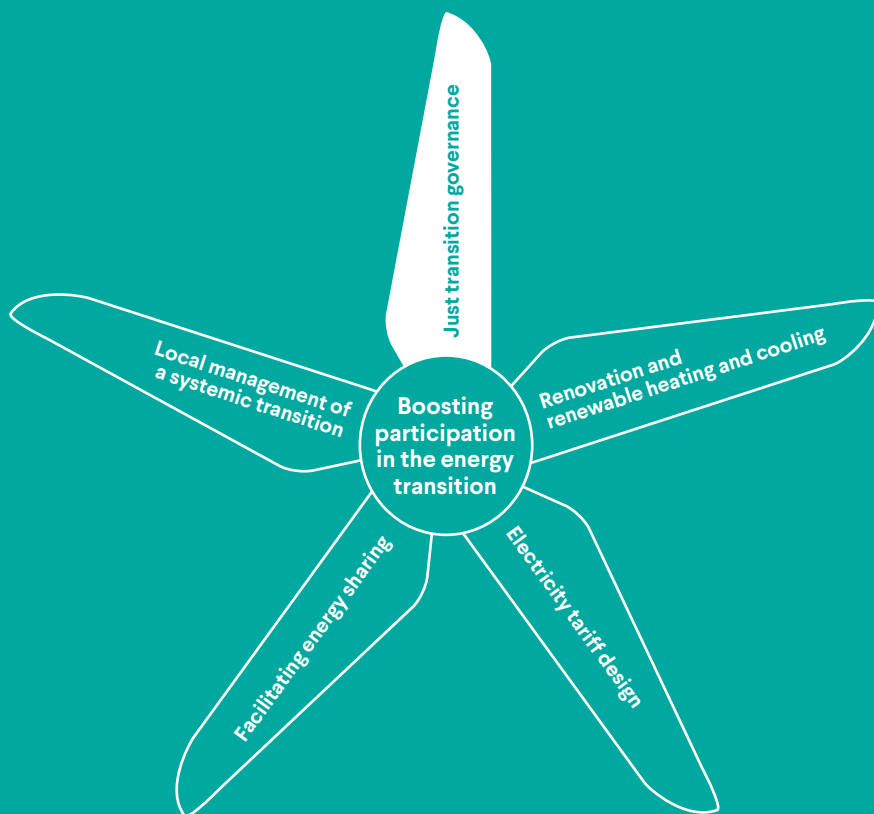 Just transition governance
Local management of
a systemic transition
Renovation and
renewable heating and cooling
Boosting
participation
in the energy
transition
Facilitating energy sharing
Electricity tariff design